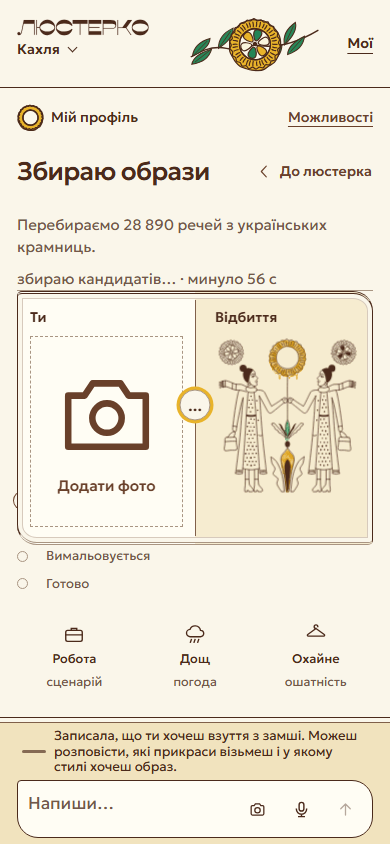 ЛЮСТЕРКО
Кахля
Мої
Мій профіль
Можливості
Збираю образи
До люстерка
Перебираємо 28 890 речей з українських
крамниць.
збираю кандидатів… · минуло 56 с
Ти
Відбиття
...
Додати фото
Вимальовується
Готово
Робота
Дощ
Охайне
сценарій
погода
ошатність
Записала, що ти хочеш взуття з замші. Можеш
розповісти, які прикраси візьмеш і у якому
стилі хочеш образ.
Напиши...